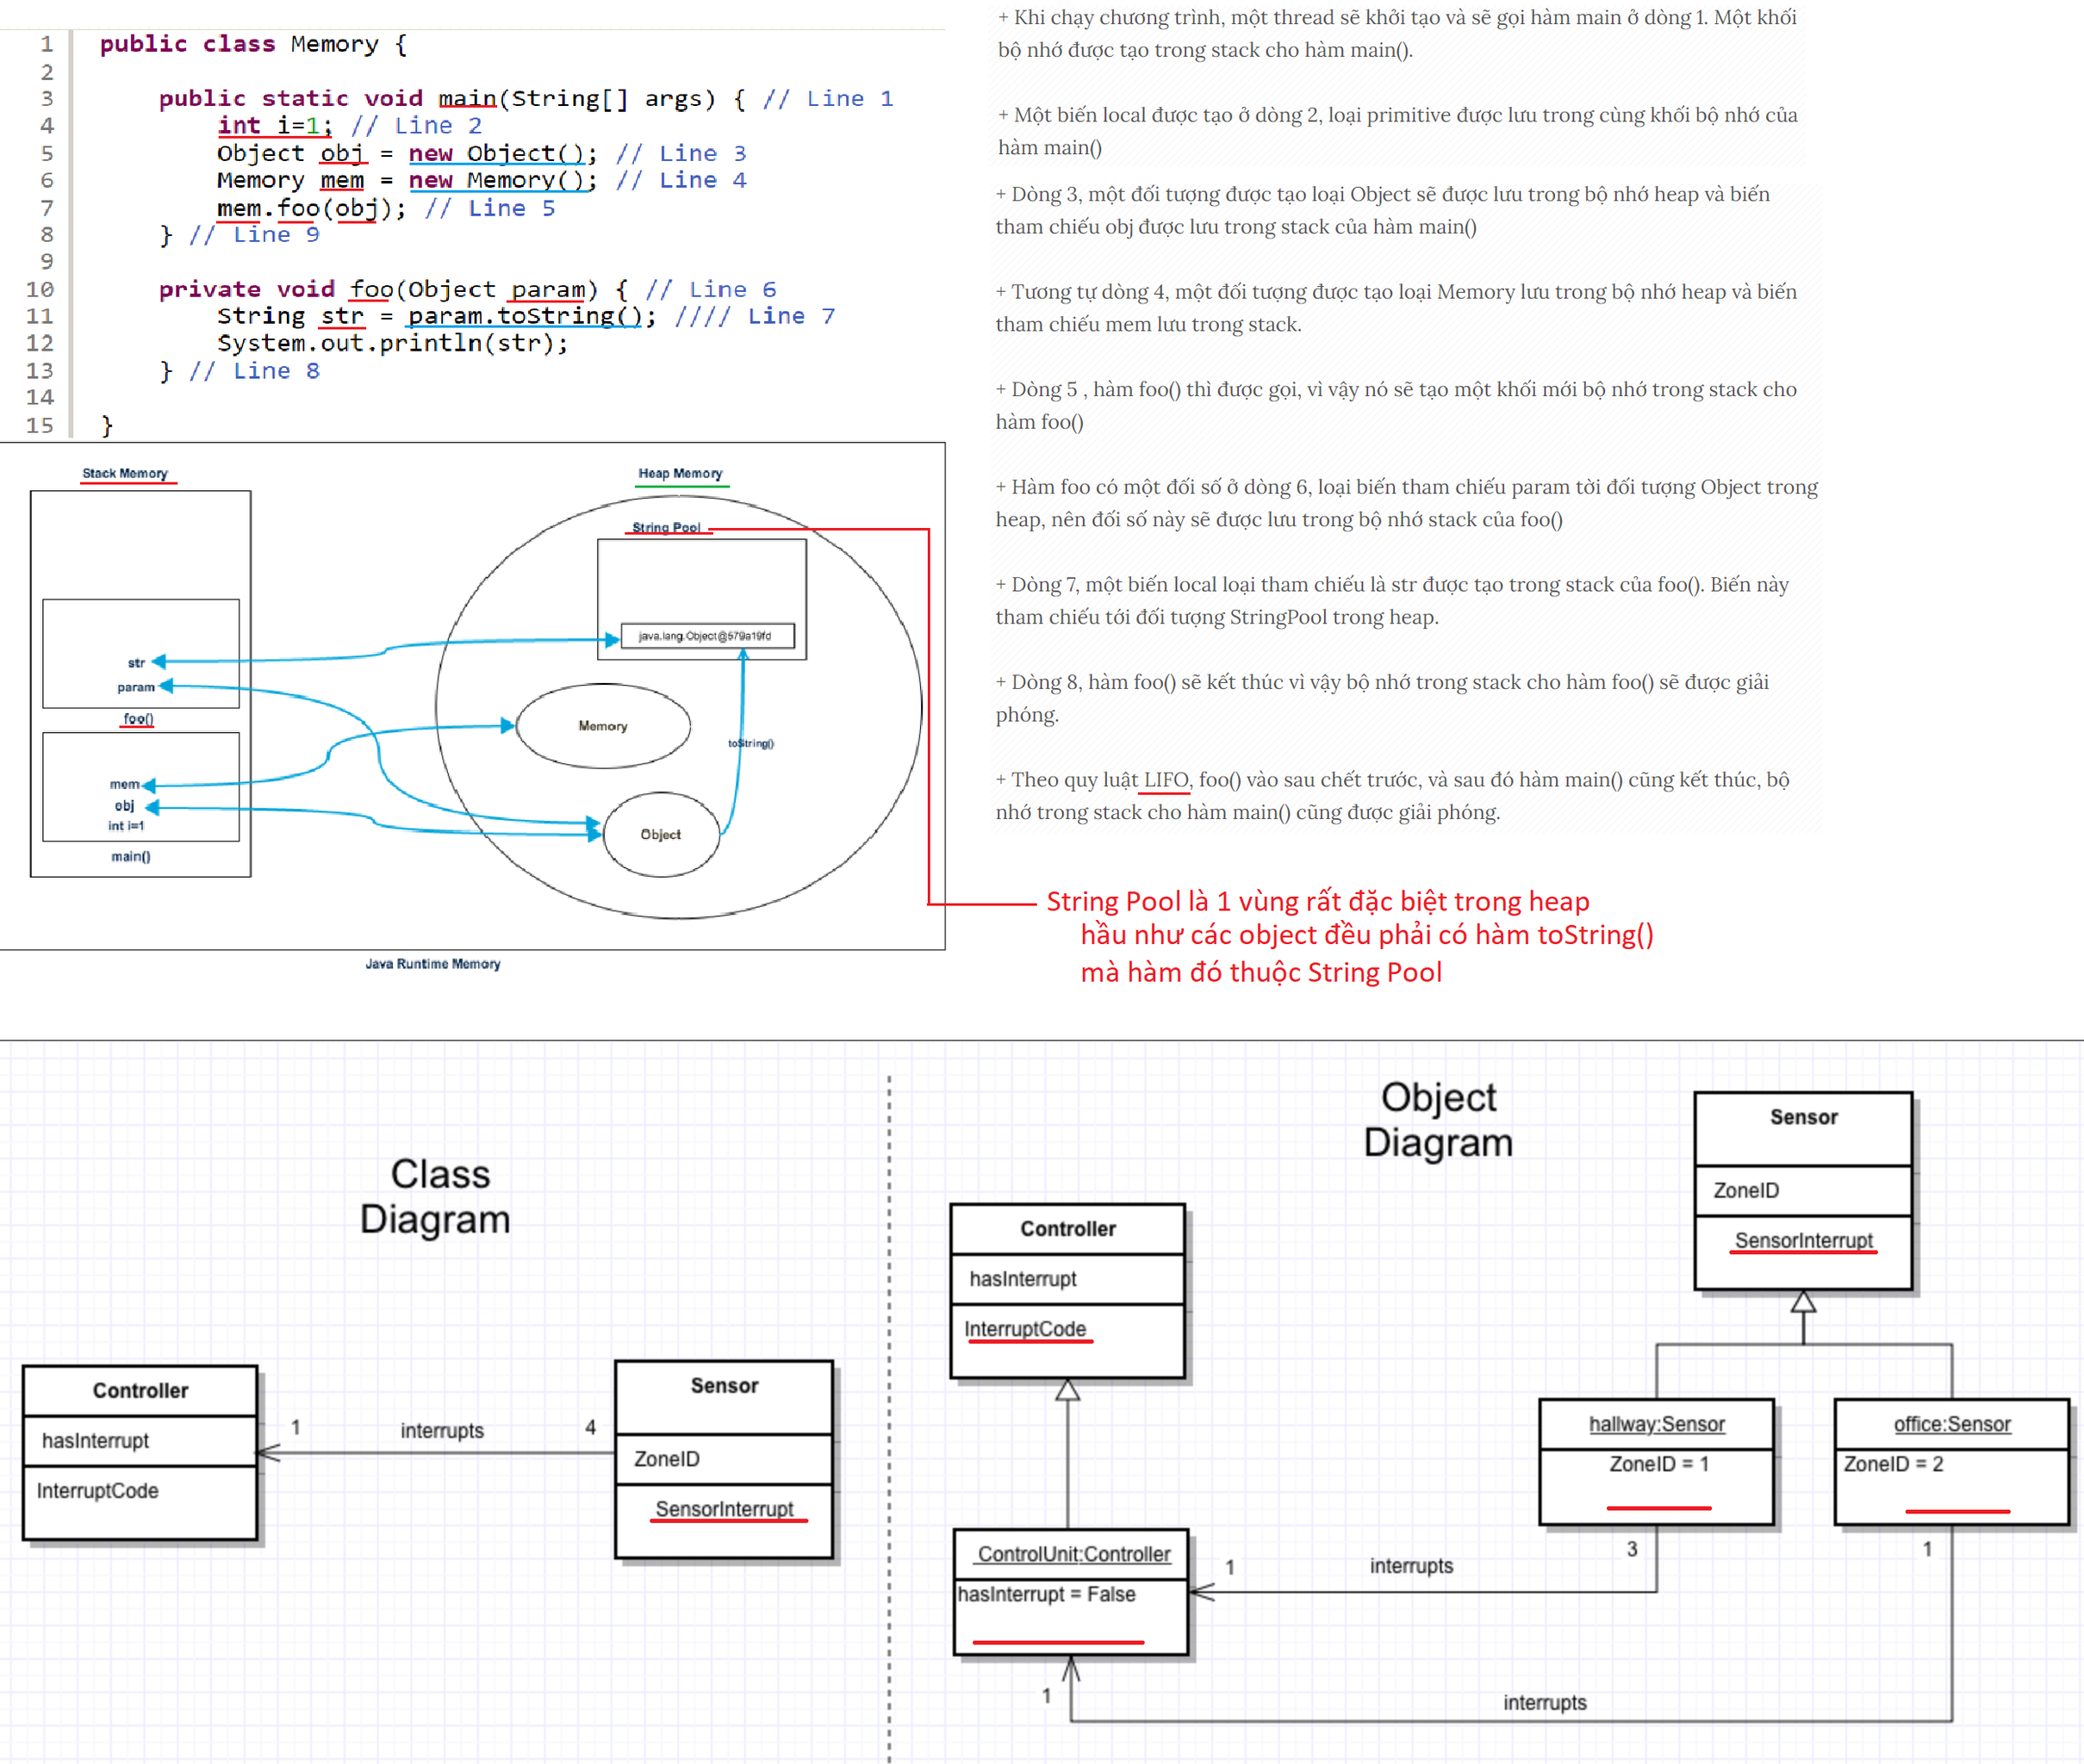 1 public class Memory {
2
3 public static void main(String[] args) { // Line 1
4 int i=1; // Line 2
5 Object obj = new Object(); // Line 3
6 Memory mem = new Memory(); // Line 4
7 mem.foo(obj); // Line 5
8 } // Line 9
9
10 private void foo(Object param) { // Line 6
11 String str = param.toString(); //// Line 7
12 System.out.println(str);
13 } // Line 8
14
15 }
+ Khi chạy chương trình, một thread sẽ khởi tạo và sẽ gọi hàm main ở dòng 1. Một khối
bộ nhớ được tạo trong stack cho hàm main().
+ Một biến local được tạo ở dòng 2, loại primitive được lưu trong cùng khối bộ nhớ của
hàm main()
+ Dòng 3, một đối tượng được tạo loại Object sẽ được lưu trong bộ nhớ heap và biến
tham chiếu obj được lưu trong stack của hàm main()
+ Tương tự dòng 4, một đối tượng được tạo loại Memory lưu trong bộ nhớ heap và biến
tham chiếu mem lưu trong stack.
+ Dòng 5 , hàm foo() thì được gọi, vì vậy nó sẽ tạo một khối mới bộ nhớ trong stack cho
hàm foo()
+ Hàm foo có một đối số ở dòng 6, loại biến tham chiếu param tời đối tượng Object trong
heap, nên đối số này sẽ được lưu trong bộ nhớ stack của foo()
+ Dòng 7, một biến local loại tham chiếu là str được tạo trong stack của foo(). Biến này
tham chiếu tới đối tượng StringPool trong heap.
+ Dòng 8, hàm foo() sẽ kết thúc vì vậy bộ nhớ trong stack cho hàm foo() sẽ được giải
phóng.
+ Theo quy luật LIFO, foo() vào sau chết trước, và sau đó hàm main() cũng kết thúc, bộ
nhớ trong stack cho hàm main() cũng được giải phóng.
Stack Memory
Heap Memory
String Pool
java.lang.Object@579a19fd
str
param
foo()
Memory
toString()
mem
obj
int i=1
Object
main()
Java Runtime Memory
String Pool là 1 vùng rất đặc biệt trong heap
hầu như các object đều phải có hàm toString()
mà hàm đó thuộc String Pool
Class
Diagram
Controller
hasInterrupt
InterruptCode
1
interrupts
4
Sensor
ZoneID
SensorInterrupt
Object
Diagram
Sensor
ZoneID
SensorInterrupt
Controller
hasInterrupt
InterruptCode
hallway:Sensor
ZoneID = 1
office:Sensor
ZoneID = 2
ControlUnit:Controller
hasInterrupt = False
1
interrupts
3
1
1
interrupts